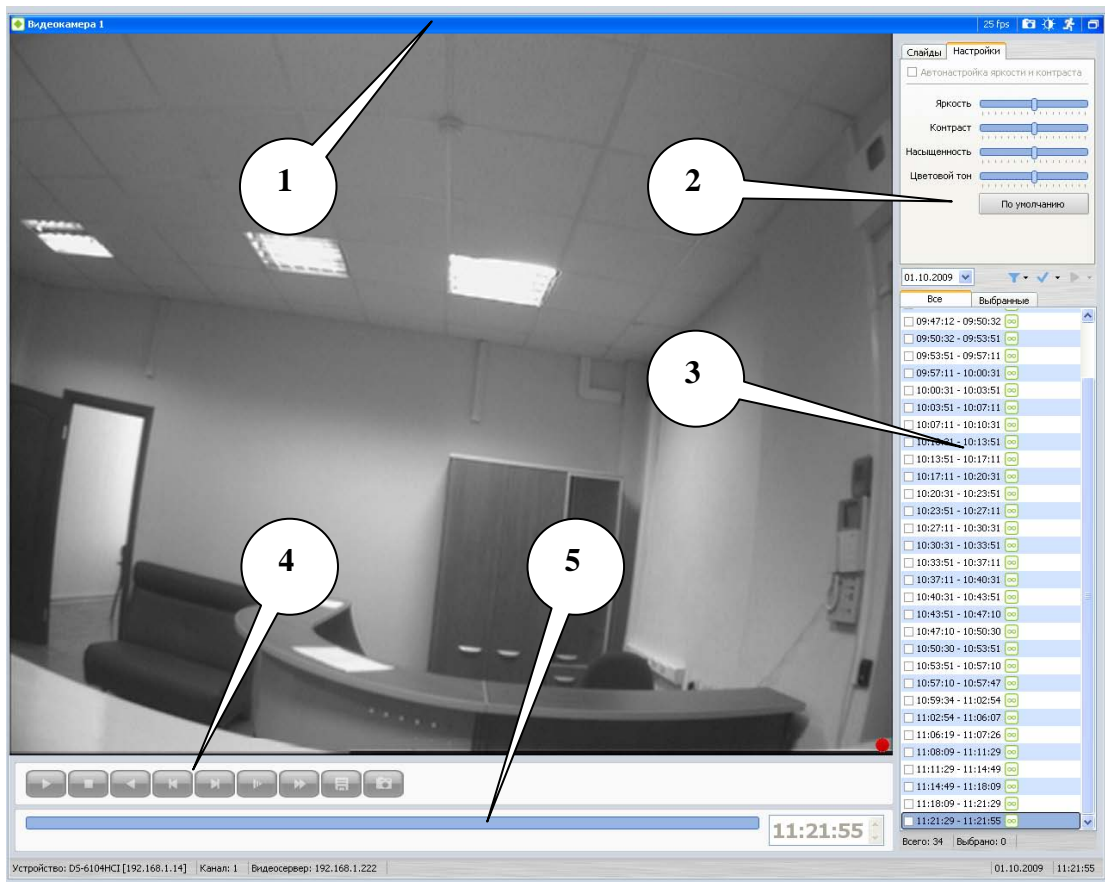 Видеокамера 1
25 fps
1
2
3
4
5
Слайды Настройки
Автонастройка яркости и контраста
Яркость
Контраст
Насыщенность
Цветовой тон
По умолчанию
01.10.2009
Все Выбранные
09:47:12 - 09:50:32
09:50:32 - 09:53:51
09:53:51 - 09:57:11
09:57:11 - 10:00:31
10:00:31 - 10:03:51
10:03:51 - 10:07:11
10:07:11 - 10:10:31
10:10:31 - 10:13:51
10:13:51 - 10:17:11
10:17:11 - 10:20:31
10:20:31 - 10:23:51
10:23:51 - 10:27:11
10:27:11 - 10:30:31
10:30:31 - 10:33:51
10:33:51 - 10:37:11
10:37:11 - 10:40:31
10:40:31 - 10:43:51
10:43:51 - 10:47:10
10:47:10 - 10:50:30
10:50:30 - 10:53:51
10:53:51 - 10:57:10
10:57:10 - 10:57:47
10:59:34 - 11:02:54
11:02:54 - 11:06:07
11:06:19 - 11:07:26
11:08:09 - 11:11:29
11:11:29 - 11:14:49
11:14:49 - 11:18:09
11:18:09 - 11:21:29
11:21:29 - 11:21:55
Всего: 34 Выбрано: 0
11:21:55
Устройство: DS-6104HCI [192.168.1.14] Канал: 1 Видеосервер: 192.168.1.222
01.10.2009 11:21:55